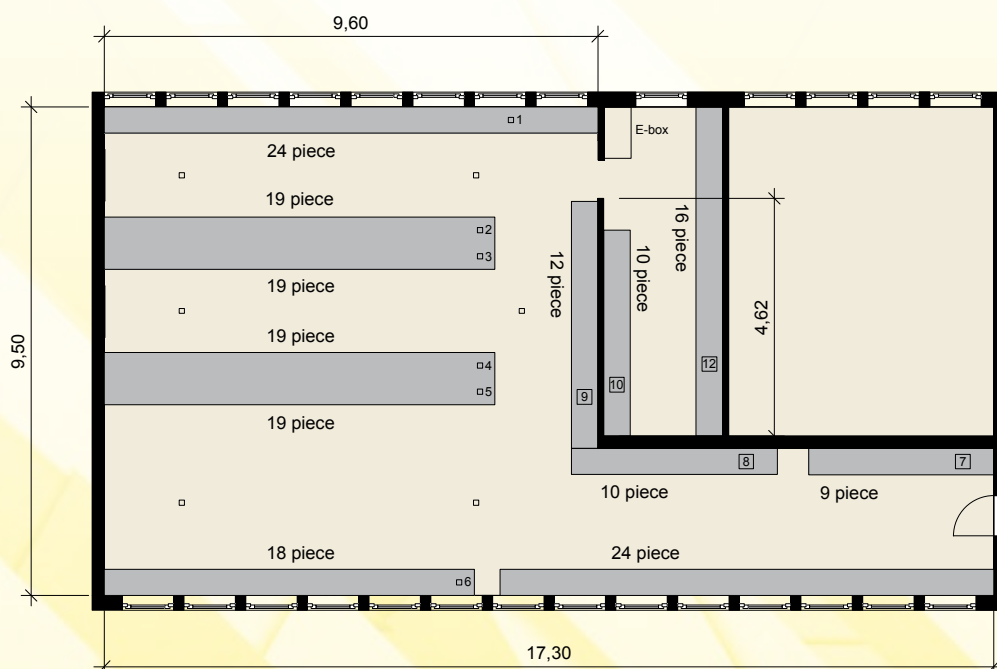 9,60
1
E-box
24 piece
19 piece
2
3
16 piece
12 piece
10 piece
19 piece
9,50
4,62
19 piece
4
12
5
10
9
19 piece
8
7
10 piece
9 piece
18 piece
24 piece
6
17,30